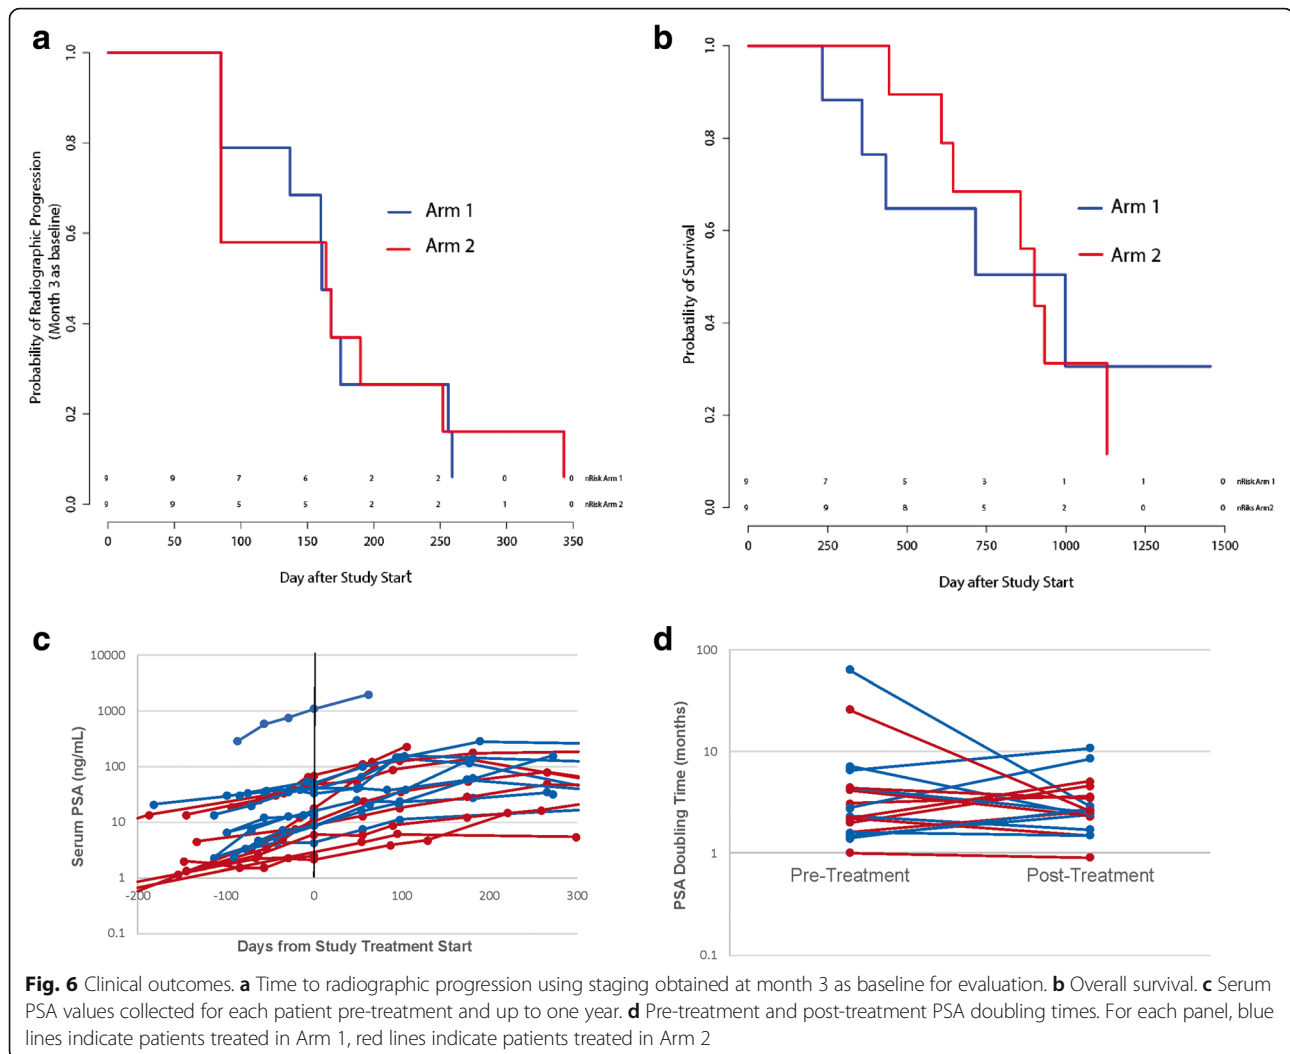 a
Probability of Radiographic Progression
(Month 3 as baseline)
1.0
0.8
0.6
0.4
0.2
0.0
Arm 1
Arm 2
9 9 7 6 2 2 0 0 nRisk Arm 1
9 9 5 5 2 2 1 0 nRisk Arm 2
0 50 100 150 200 250 300 350
Day after Study Start
b
Probatility of Survival
1.0
0.8
0.6
0.4
0.2
0.0
Arm 1
Arm 2
9 7 5 3 1 1 0 nRisk Arm 1
9 9 8 5 2 0 0 nRiks Arm2
0 250 500 750 1000 1250 1500
Day after Study Start
c
Serum PSA (ng/mL)
10000
1000
100
10
1
0.1
-200 -100 0 100 200 300
Days from Study Treatment Start
d
PSA Doubling Time (months)
100
10
1
0.1
Pre-Treatment Post-Treatment
Fig. 6 Clinical outcomes. a Time to radiographic progression using staging obtained at month 3 as baseline for evaluation. b Overall survival. c Serum
PSA values collected for each patient pre-treatment and up to one year. d Pre-treatment and post-treatment PSA doubling times. For each panel, blue
lines indicate patients treated in Arm 1, red lines indicate patients treated in Arm 2